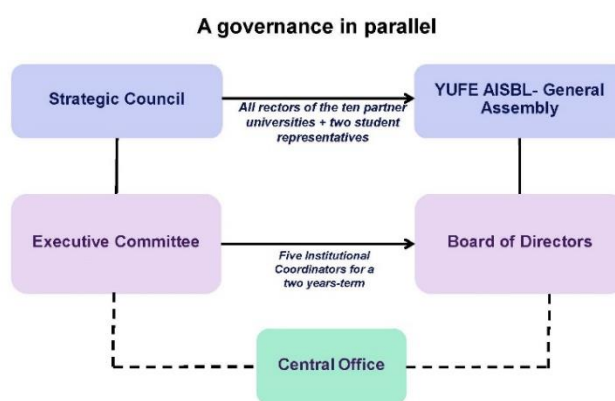 A governance in parallel
Strategic Council
All rectors of the ten partner
universities + two student
representatives
YUFE AISBL- General
Assembly
Executive Committee
Five Institutional
Coordinators for a
two years-term
Board of Directors
Central Office